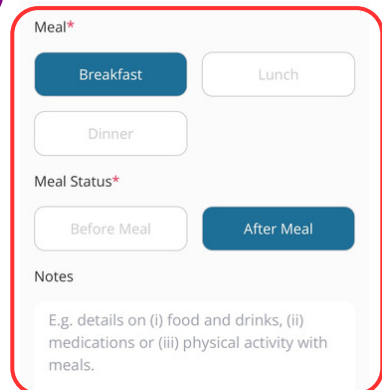 Meal*
Breakfast Lunch
Dinner
Meal Status*
Before Meal After Meal
Notes
E.g. details on (i) food and drinks, (ii)
medications or (iii) physical activity with
meals.